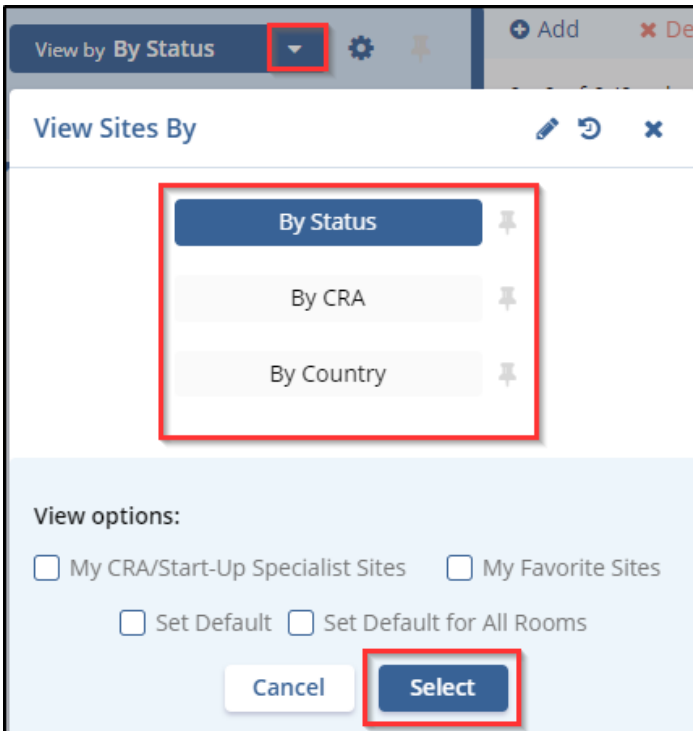 View by By Status
Add
View Sites By
By Status
By CRA
By Country
View options:
My CRA/Start-Up Specialist Sites My Favorite Sites
Set Default Set Default for All Rooms
Cancel Select